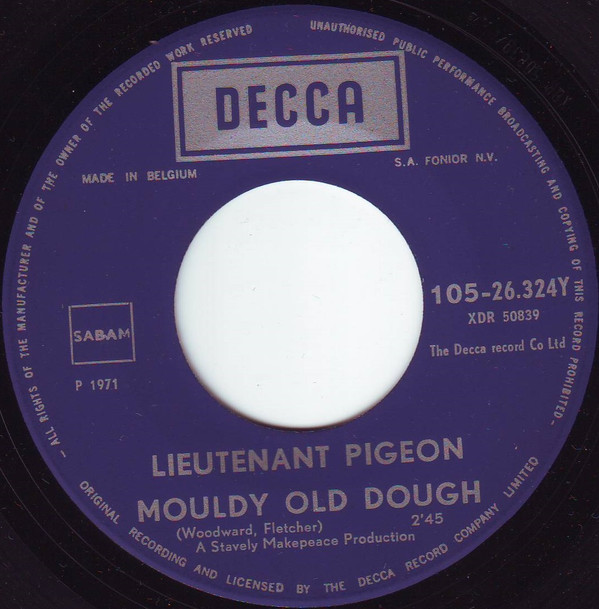 — ALL RIGHTS OF THE MANUFACTURER AND OF THE OWNER OF THE RECORDED WORK RESERVED
UNAUTHORISED PUBLIC PERFORMANCE BROADCASTING AND COPYING OF THIS RECORD PROHIBITED-
DECCA
MADE IN BELGIUM
S.A. FONIOR N.V.
105-26.324Y
XDR 50839
SABAM
The Decca record Co Ltd
P 1971
LIEUTENANT PIGEON
MOULDY OLD DOUGH
(Woodward, Fletcher) 2'45
A Stavely Makepeace Production
ORIGINAL RECORDING AND LICENSED BY THE DECCA RECORD COMPANY LIMITED